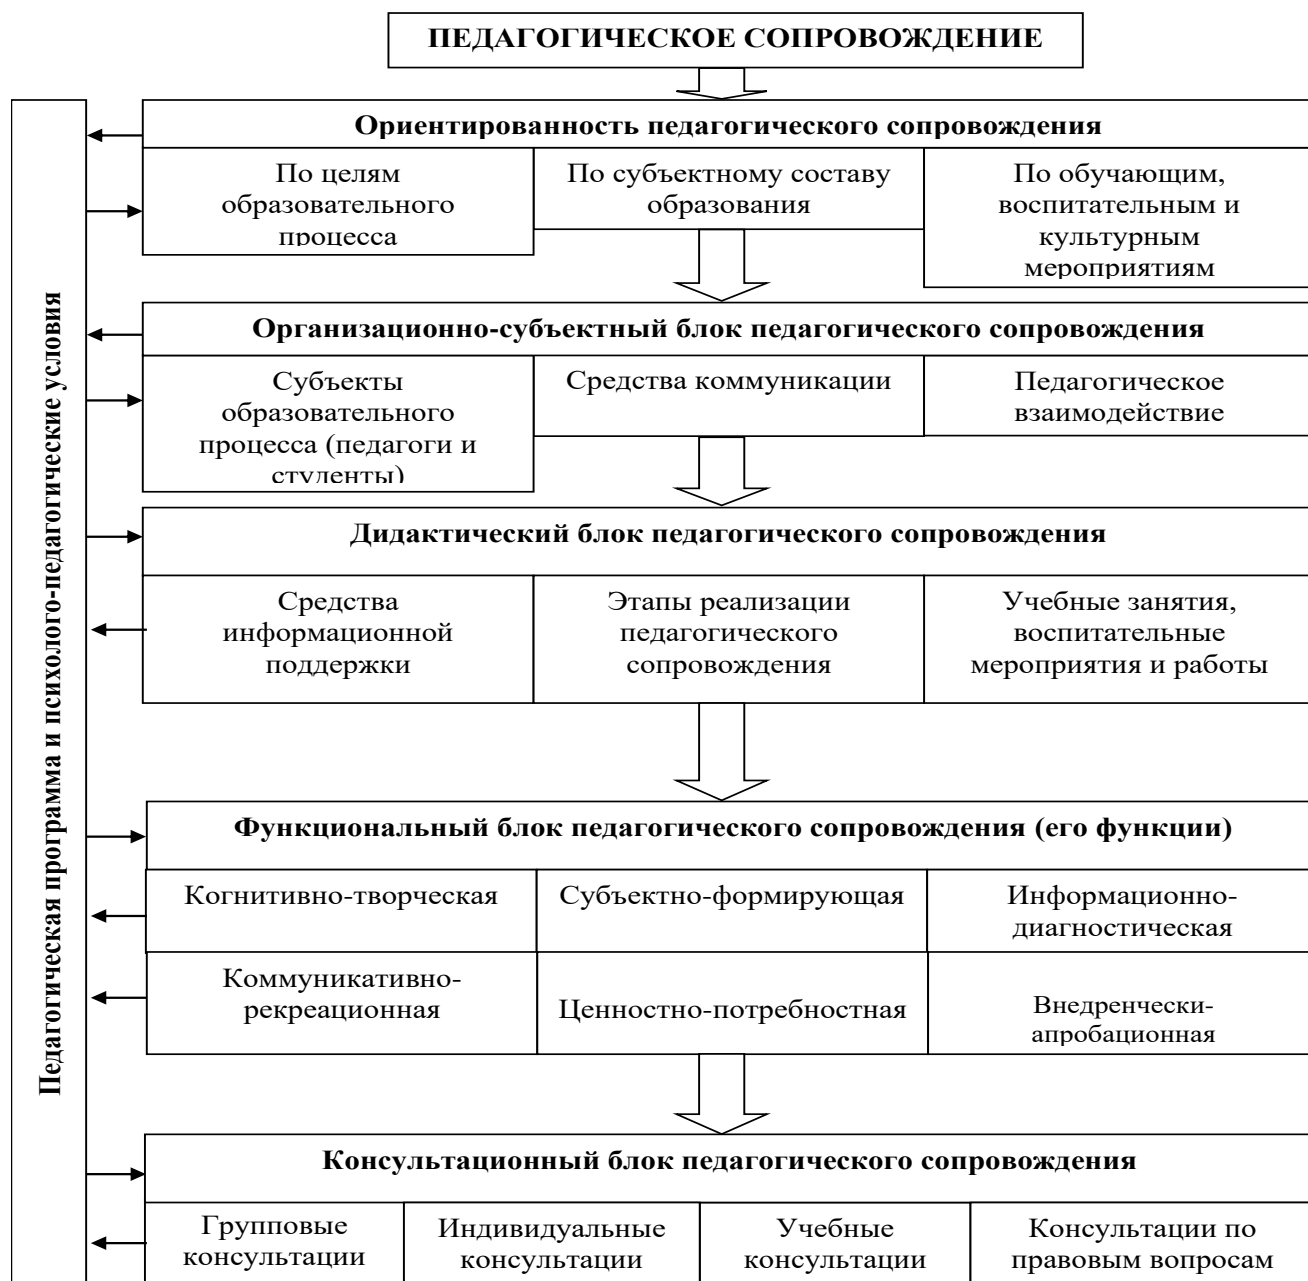 ПЕДАГОГИЧЕСКОЕ СОПРОВОЖДЕНИЕ
Педагогическая программа и психолого-педагогические условия
Ориентированность педагогического сопровождения
По целям
образовательного
процесса
По субъектному составу
образования
По обучающим,
воспитательным и
культурным
мероприятиям
Организационно-субъектный блок педагогического сопровождения
Субъекты
образовательного
процесса (педагоги и
студенты)
Средства коммуникации
Педагогическое
взаимодействие
Дидактический блок педагогического сопровождения
Средства
информационной
поддержки
Этапы реализации
педагогического
сопровождения
Учебные занятия,
воспитательные
мероприятия и работы
Функциональный блок педагогического сопровождения (его функции)
Когнитивно-творческая
Субъектно-формирующая
Информационно-
диагностическая
Коммуникативно-
рекреационная
Ценностно-потребностная
Внедренчески-
апробационная
Консультационный блок педагогического сопровождения
Групповые
консультации
Индивидуальные
консультации
Учебные
консультации
Консультации по
правовым вопросам